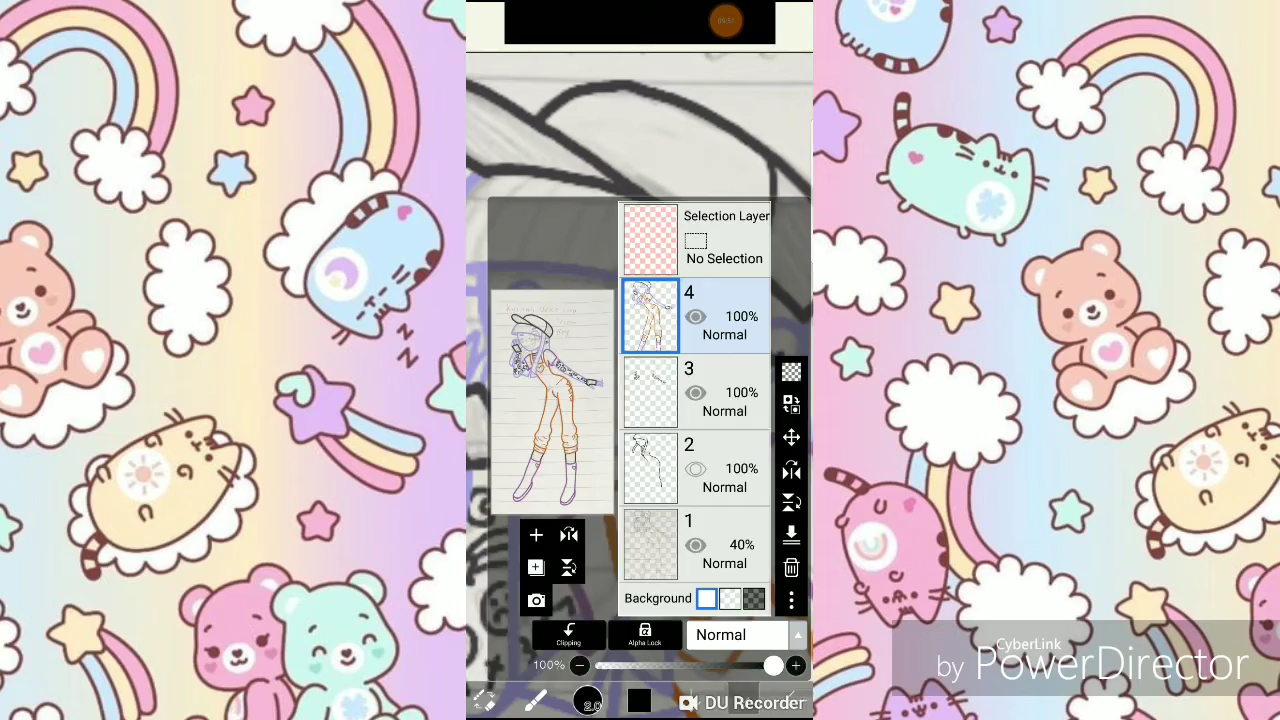 Selection Layer
No Selection
4
100%
Normal
3
100%
Normal
2
100%
Normal
1
40%
Normal
Background
Clipping
Alpha Lock
Normal
100%
2.0
DU Recorder
CyberLink
by PowerDirector
z
z
z